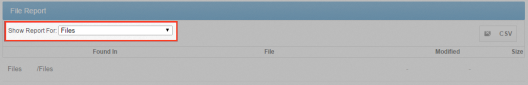 File Report
Show Report For: Files
CSV
Found In File Modified Size
Files /Files - -